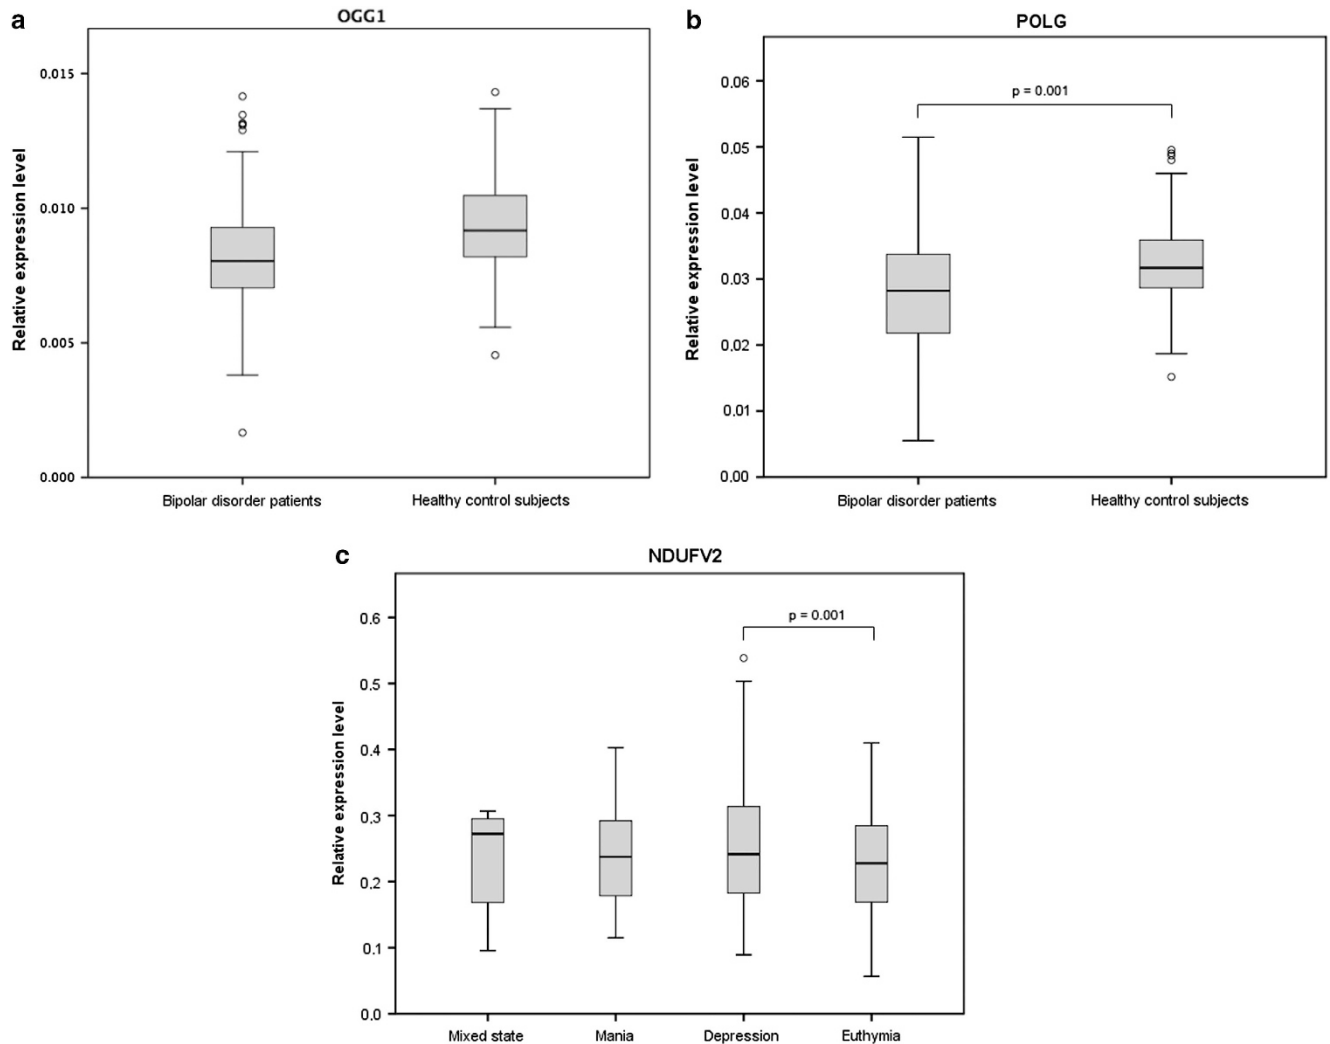 a
OGG1
Relative expression level
0.015
0.010
0.005
0.000
Bipolar disorder patients
Healthy control subjects
b
POLG
p = 0.001
Relative expression level
0.06
0.05
0.04
0.03
0.02
0.01
0.00
Bipolar disorder patients
Healthy control subjects
c
NDUFV2
p = 0.001
Relative expression level
0.6
0.5
0.4
0.3
0.2
0.1
0.0
Mixed state
Mania
Depression
Euthymia